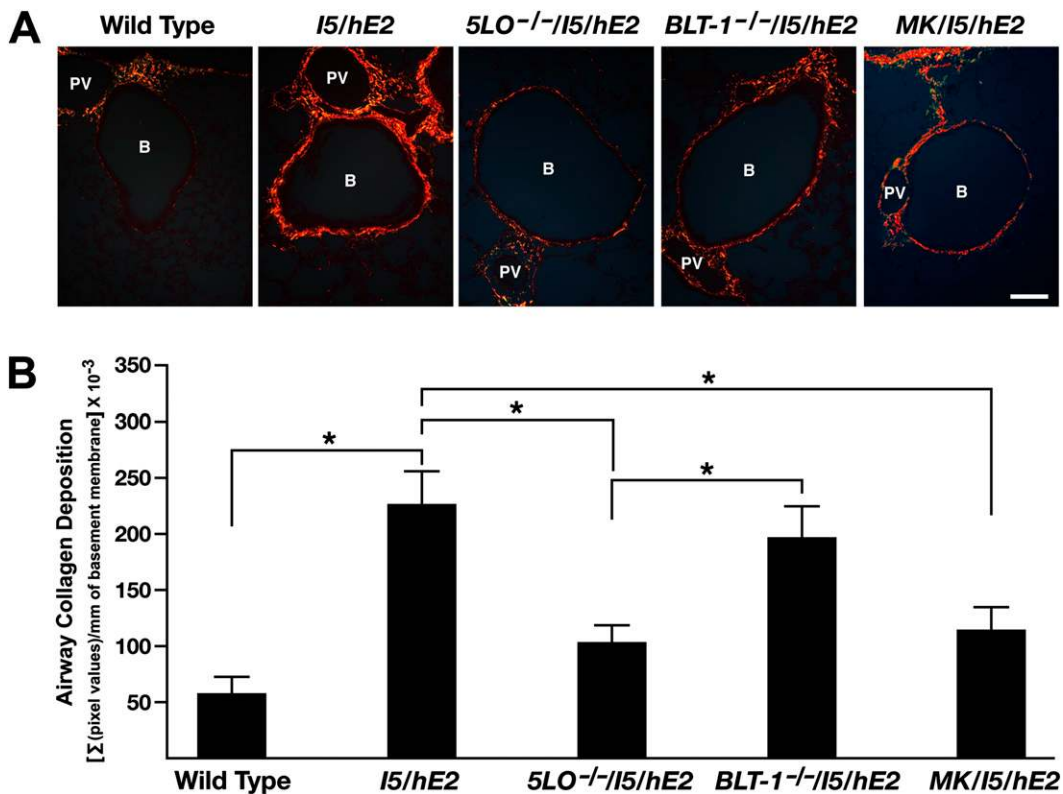 A
Wild Type I5/hE2 5LO−/−/I5/hE2 BLT-1−/−/I5/hE2 MK/I5/hE2
PV
B
PV
B
B
PV
B
PV
PV
B
B
Airway Collagen Deposition
[Σ(pixel values)/mm of basement membrane] X 10-3
350
300
250
200
150
100
50
*
*
*
*
Wild Type I5/hE2 5LO−/−/I5/hE2 BLT-1−/−/I5/hE2 MK/I5/hE2